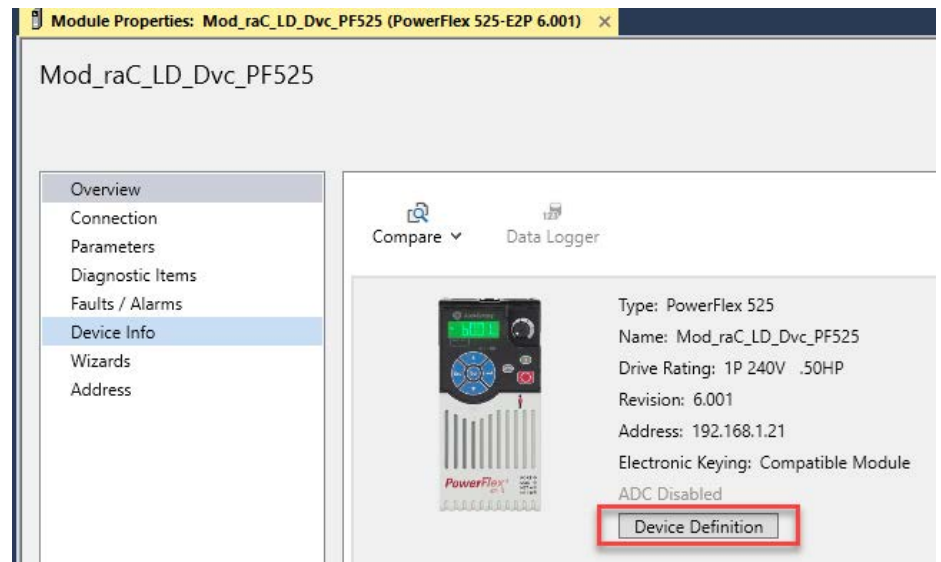 Module Properties: Mod_raC_LD_Dvc_PF525 (PowerFlex 525-E2P 6.001) ×
Mod_raC_LD_Dvc_PF525
Overview
Connection
Parameters
Diagnostic Items
Faults / Alarms
Device Info
Wizards
Address
Compare
Data Logger
PowerFlex
Type: PowerFlex 525
Name: Mod_raC_LD_Dvc_PF525
Drive Rating: 1P 240V .50HP
Revision: 6.001
Address: 192.168.1.21
Electronic Keying: Compatible Module
ADC Disabled
Device Definition